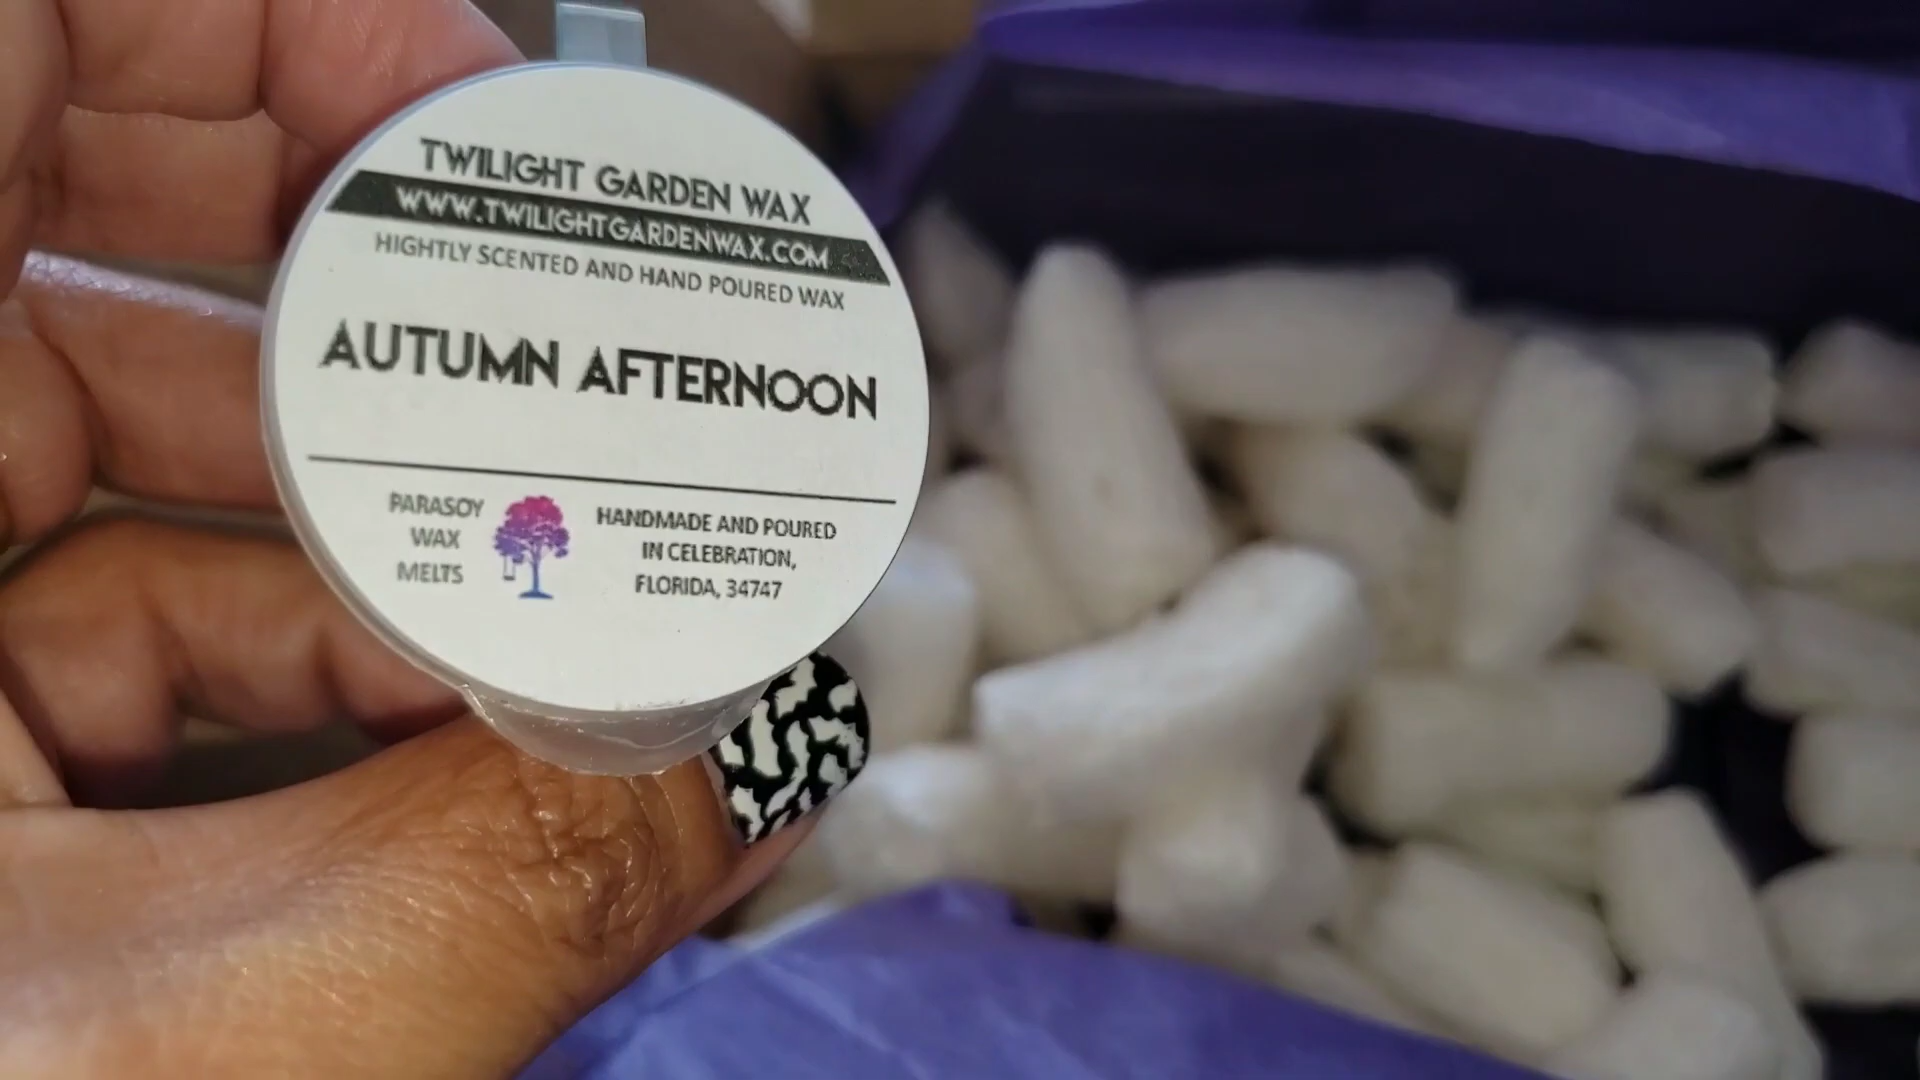 TWILIGHT GARDEN WAX
WWW.TWILIGHTGARDENWAX.COM
HIGHTLY SCENTED AND HAND POURED WAX
AUTUMN AFTERNOON
PARASOY
WAX
MELTS
HANDMADE AND POURED
IN CELEBRATION,
FLORIDA, 34747